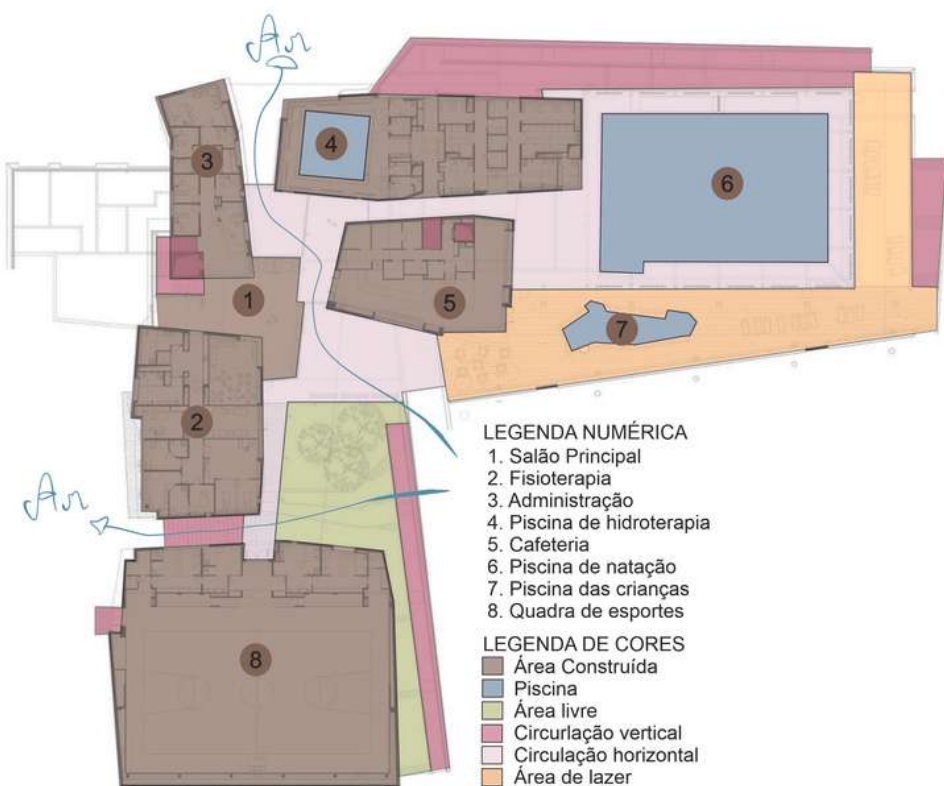 Ar
4
3
6
1
5
7
2
Ar
8
LEGENDA NUMÉRICA
1. Salão Principal
2. Fisioterapia
3. Administração
4. Piscina de hidroterapia
5. Cafeteria
6. Piscina de natação
7. Piscina das crianças
8. Quadra de esportes
LEGENDA DE CORES
Área Construída
Piscina
Área livre
Circurlação vertical
Circulação horizontal
Área de lazer